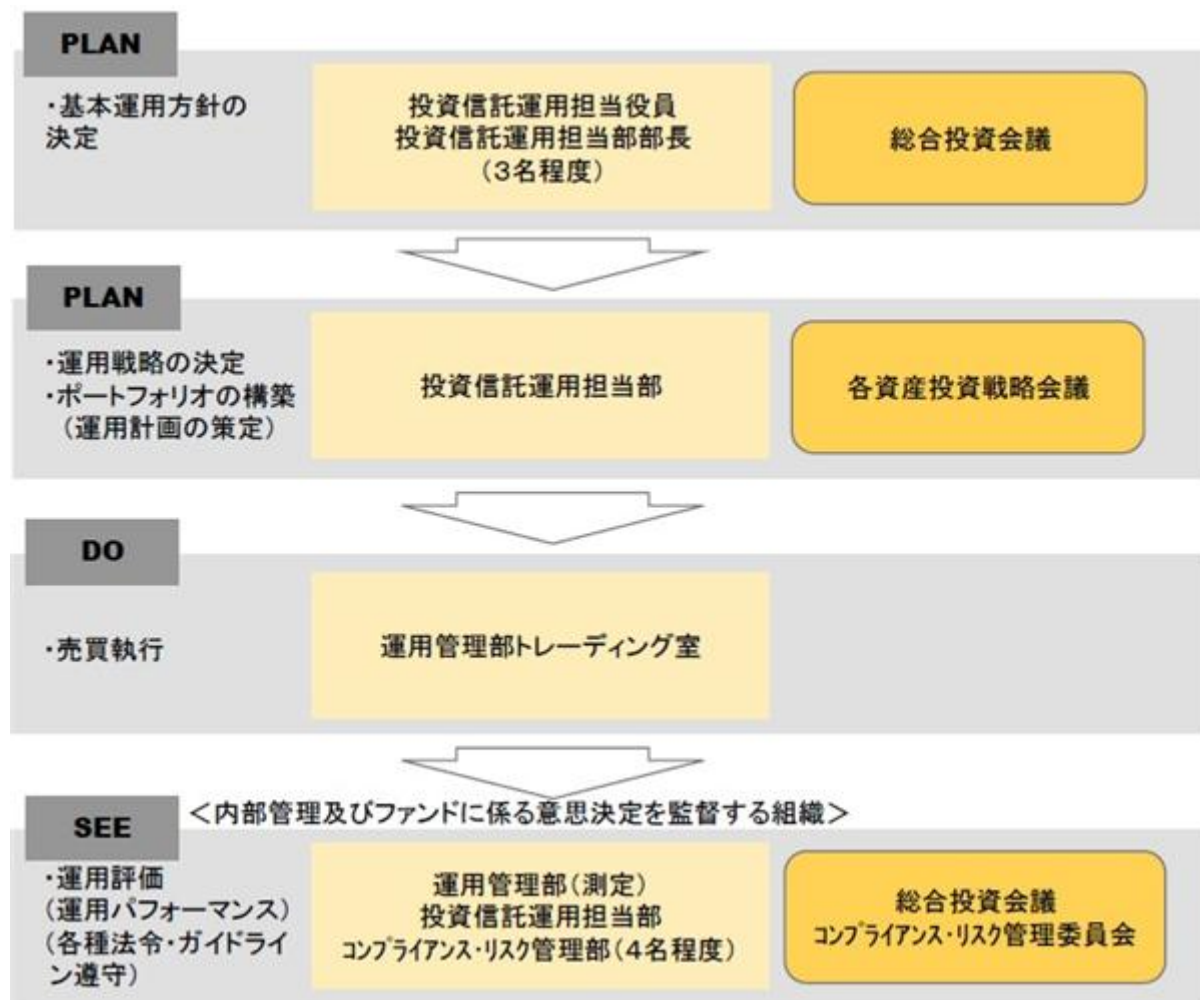 PLAN
・基本運用方針の
決定
投資信託運用担当役員
投資信託運用担当部部長
(3名程度)
総合投資会議
PLAN
・運用戦略の決定
・ポートフォリオの構築
(運用計画の策定)
投資信託運用担当部
各資産投資戦略会議
DO
・売買執行
運用管理部トレーディング室
SEE
<内部管理及びファンドに係る意思決定を監督する組織>
・運用評価
(運用パフォーマンス)
(各種法令・ガイドライ
ン遵守)
運用管理部(測定)
投資信託運用担当部
コンプライアンス・リスク管理部(4名程度)
総合投資会議
コンプライアンス・リスク管理委員会